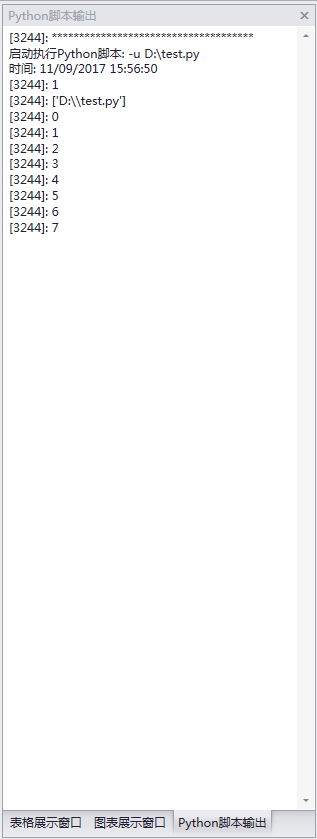 Python脚本输出
[3244]: *************************************
启动执行Python脚本: -u D:\test.py
时间: 11/09/2017 15:56:50
[3244]: 1
[3244]: ['D:\\test.py']
[3244]: 0
[3244]: 1
[3244]: 2
[3244]: 3
[3244]: 4
[3244]: 5
[3244]: 6
[3244]: 7
表格展示窗口 图表展示窗口 Python脚本输出